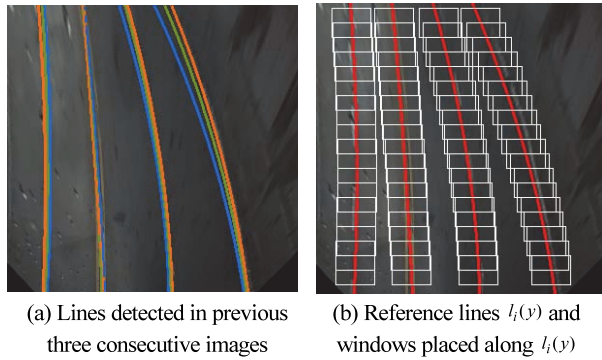 (a) Lines detected in previous
three consecutive images
(b) Reference lines l_i(y) and
windows placed along l_i(y)